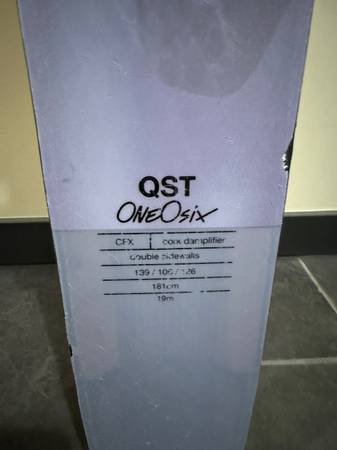 QST
ONEOSIX
CFX | cork damplifier
double sidewalls
139 / 106 / 126
181cm
19m